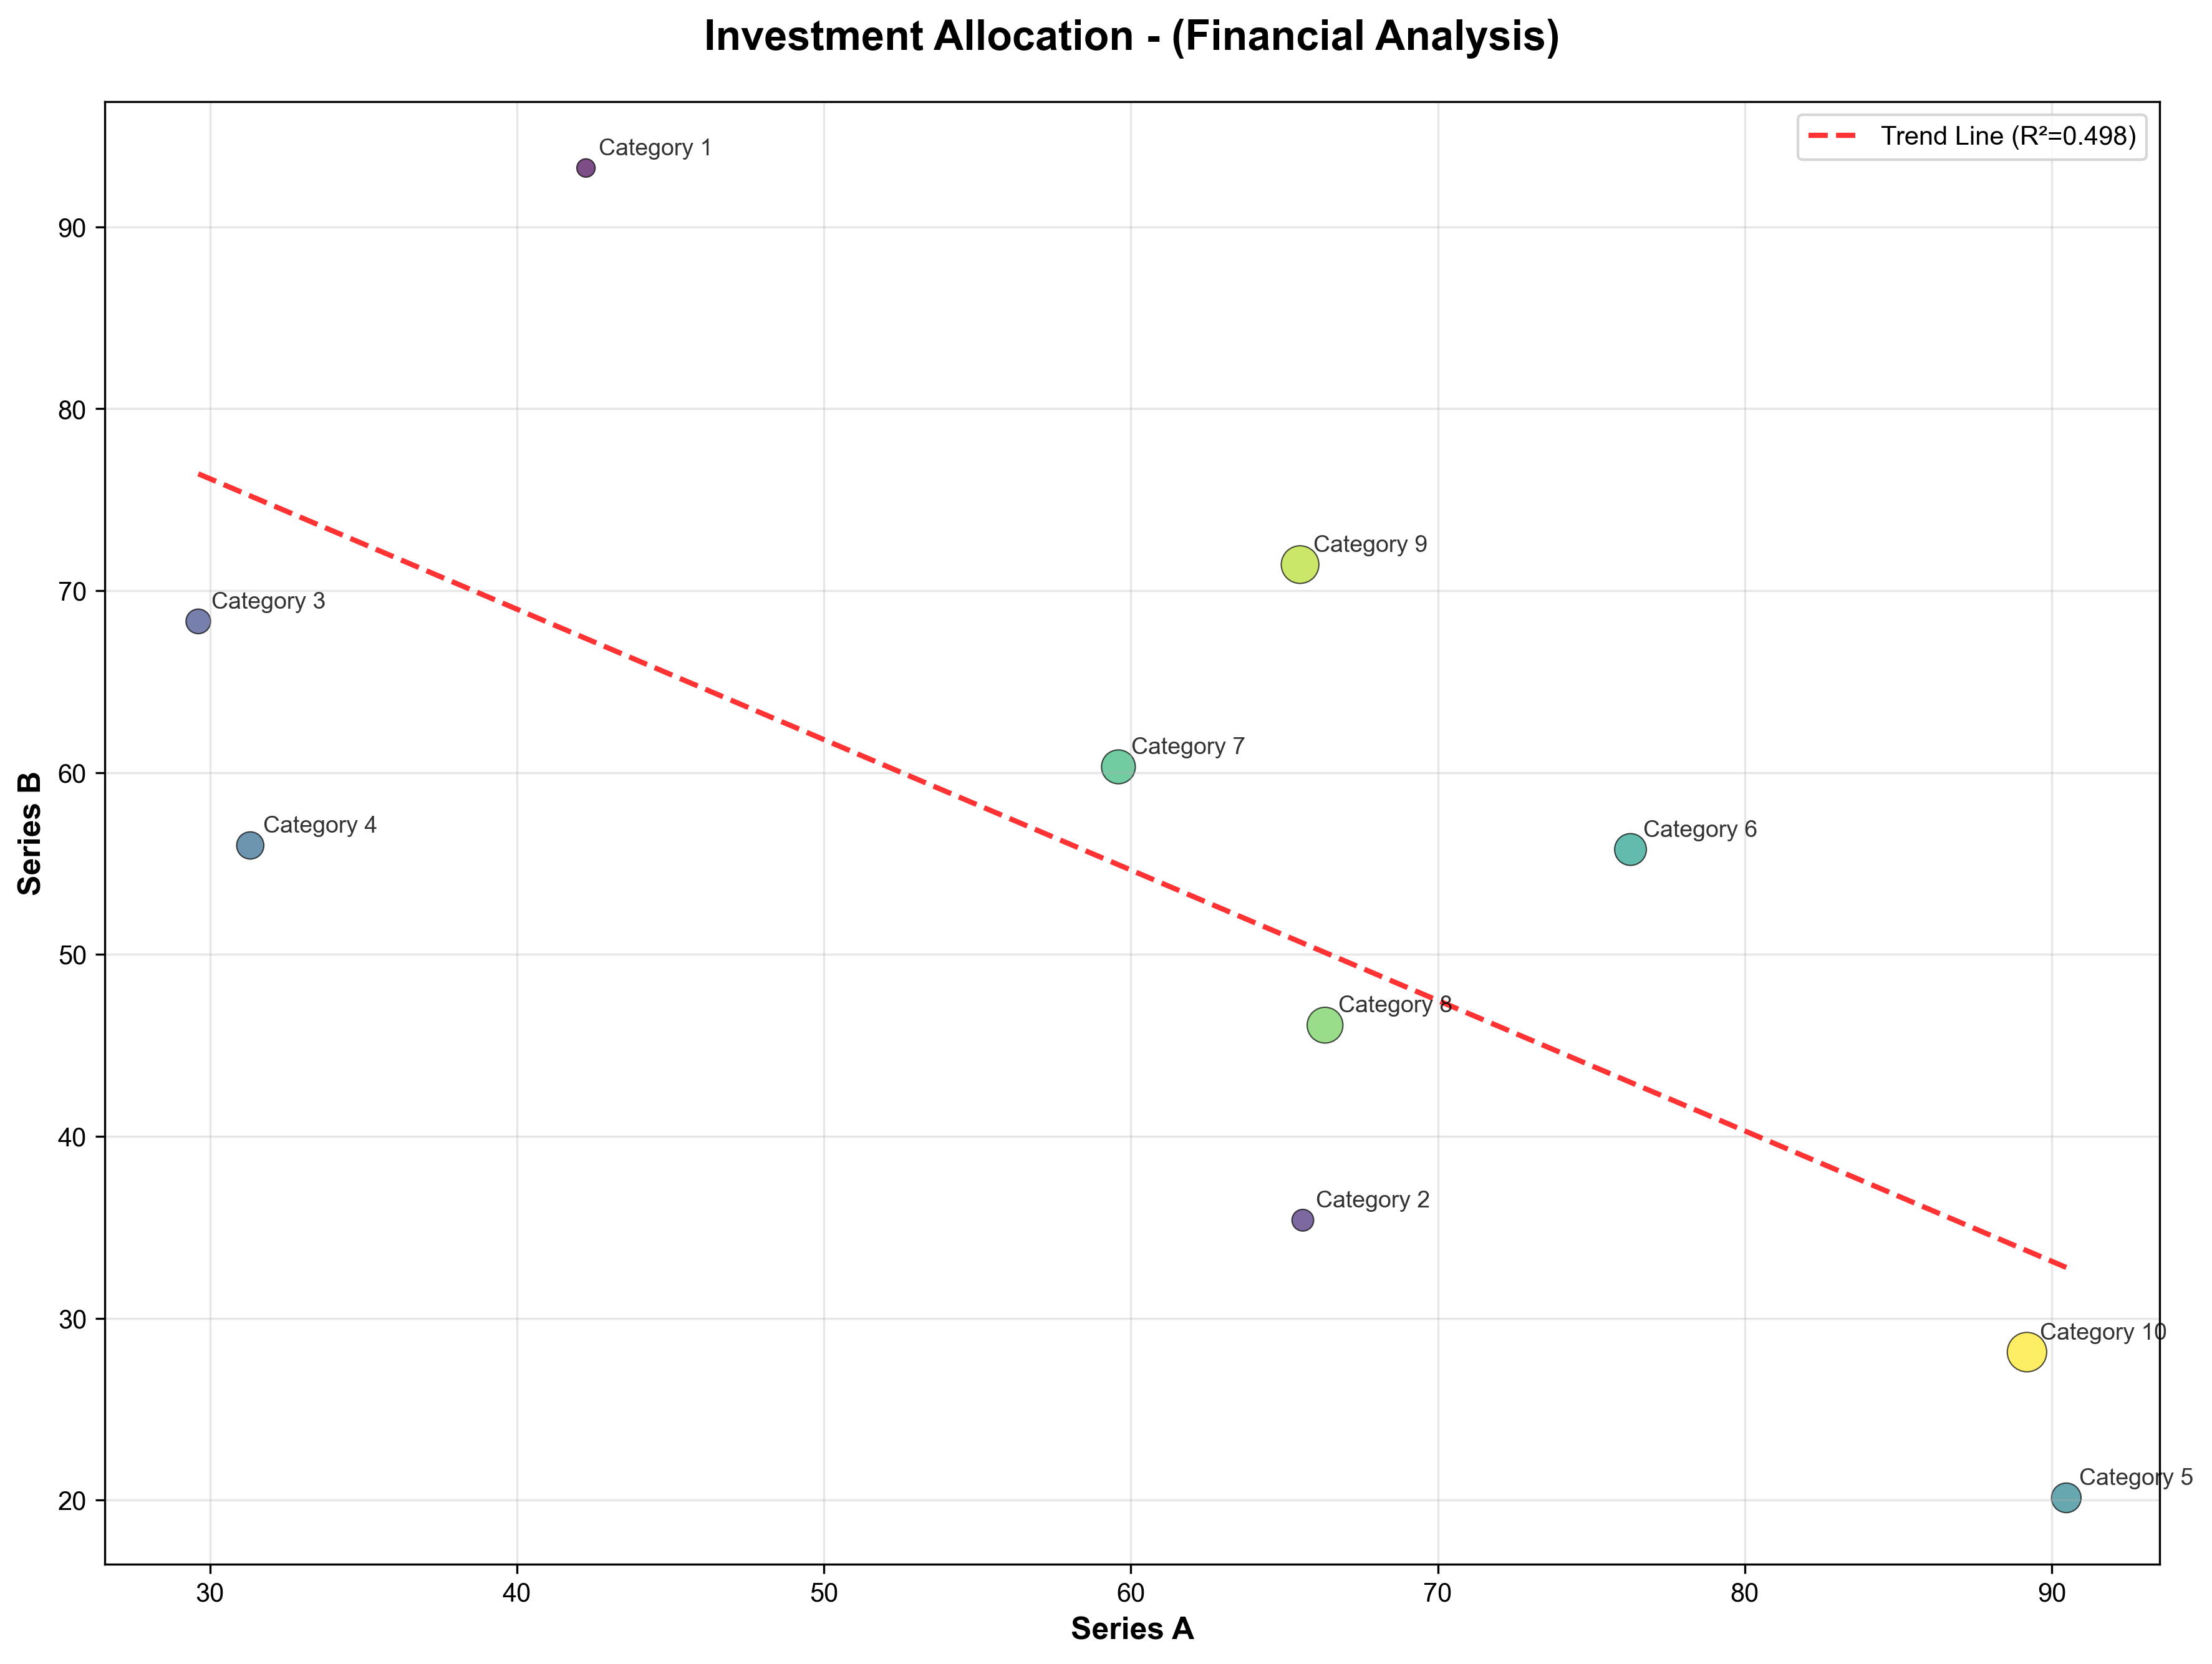 Investment Allocation - (Financial Analysis)
Trend Line (R²=0.498)
Category 1
Category 9
Category 3
Category 7
Category 4
Category 6
Category 8
Category 2
Category 10
Category 5
90
80
70
60
50
40
30
20
Series B
30 40 50 60 70 80 90
Series A